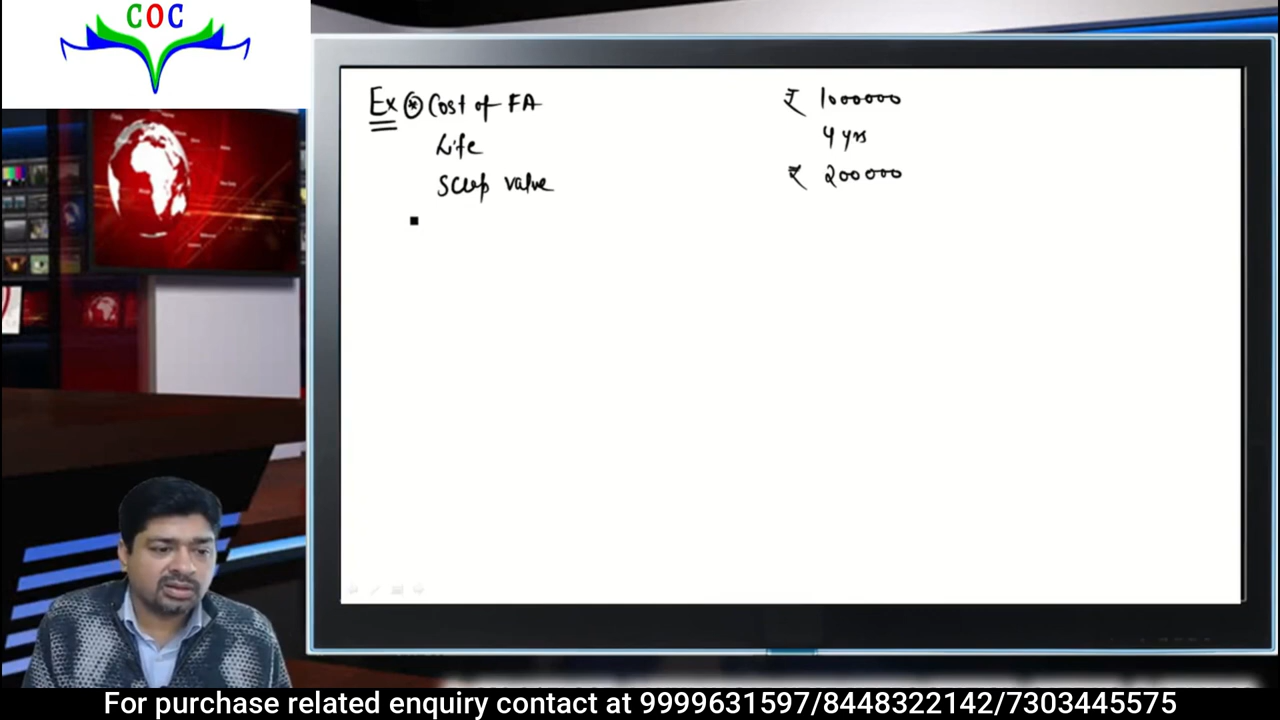 COC
Ex * Cost of FA ₹ 1000000
Life 4 yrs
Scrap value ₹ 200000
For purchase related enquiry contact at 9999631597/8448322142/7303445575